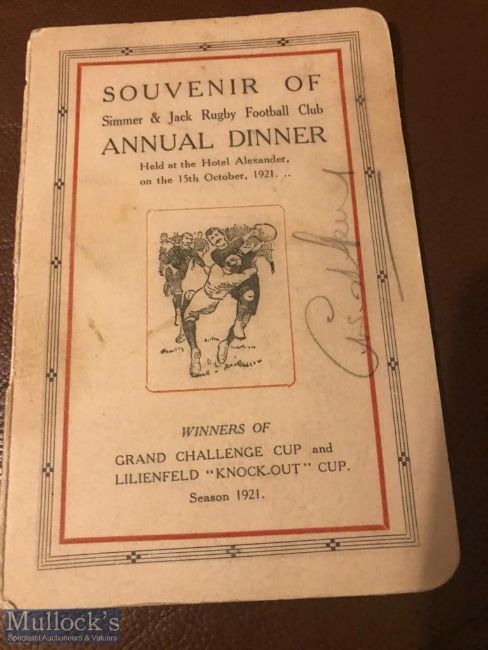 SOUVENIR OF
Simmer & Jack Rugby Football Club
ANNUAL DINNER
Held at the Hotel Alexander,
on the 15th October, 1921. ..
WINNERS OF
GRAND CHALLENGE CUP and
LILIENFELD "KNOCK-OUT" CUP.
Season 1921.
Mullock's
Specialist Auctioneers & Valuers